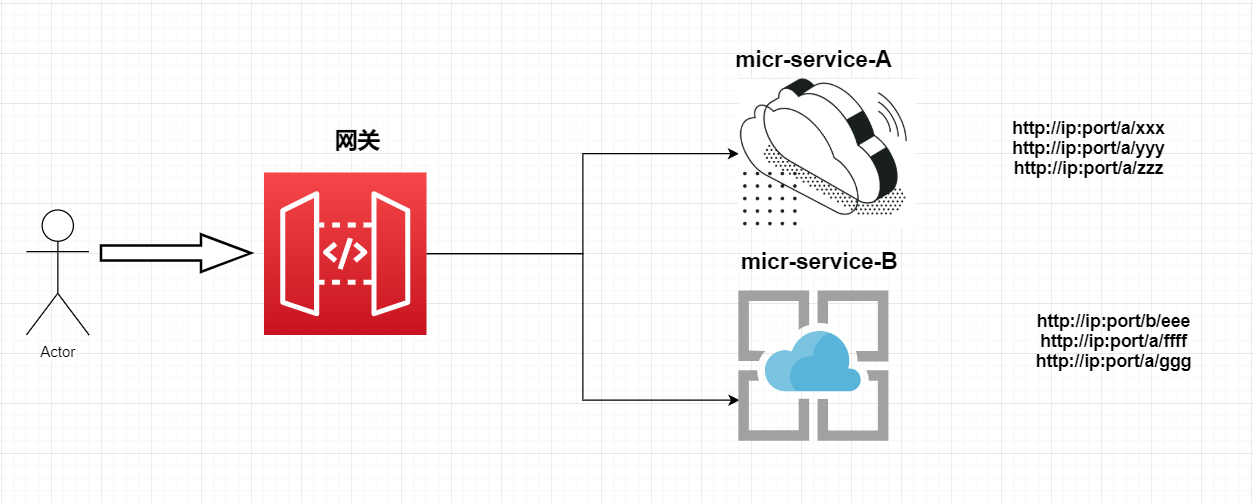 micr-service-A
网关
http://ip:port/a/xxx
http://ip:port/a/yyy
http://ip:port/a/zzz
</>
micr-service-B
Actor
http://ip:port/b/eee
http://ip:port/a/ffff
http://ip:port/a/ggg